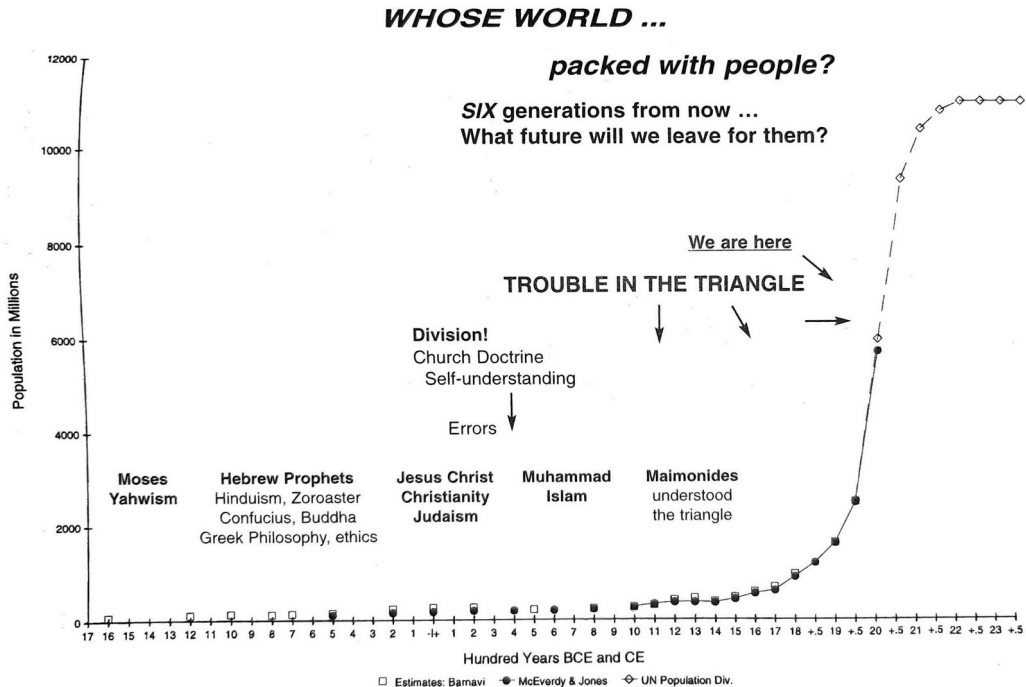 WHOSE WORLD ...
packed with people?
SIX generations from now ...
What future will we leave for them?
We are here
TROUBLE IN THE TRIANGLE
Division!
Church Doctrine
Self-understanding
Errors
Moses
Yahwism
Hebrew Prophets
Hinduism, Zoroaster
Confucius, Buddha
Greek Philosophy, ethics
Jesus Christ
Christianity
Judaism
Muhammad
Islam
Maimonides
understood
the triangle
Population in Millions
12000
10000
8000
6000
4000
2000
0
17 16 15 13 12 11 10 9 8 7 6 5 4 3 2 1 -I+ 1 2 3 4 5 6 7 8 9 10 11 12 13 14 15 16 17 18 +.5 19 +.5 20 +.5 21 +.5 22 +.5 23 +.5
Hundred Years BCE and CE
Estimates: Barnavi McEverdy & Jones UN Population Div.